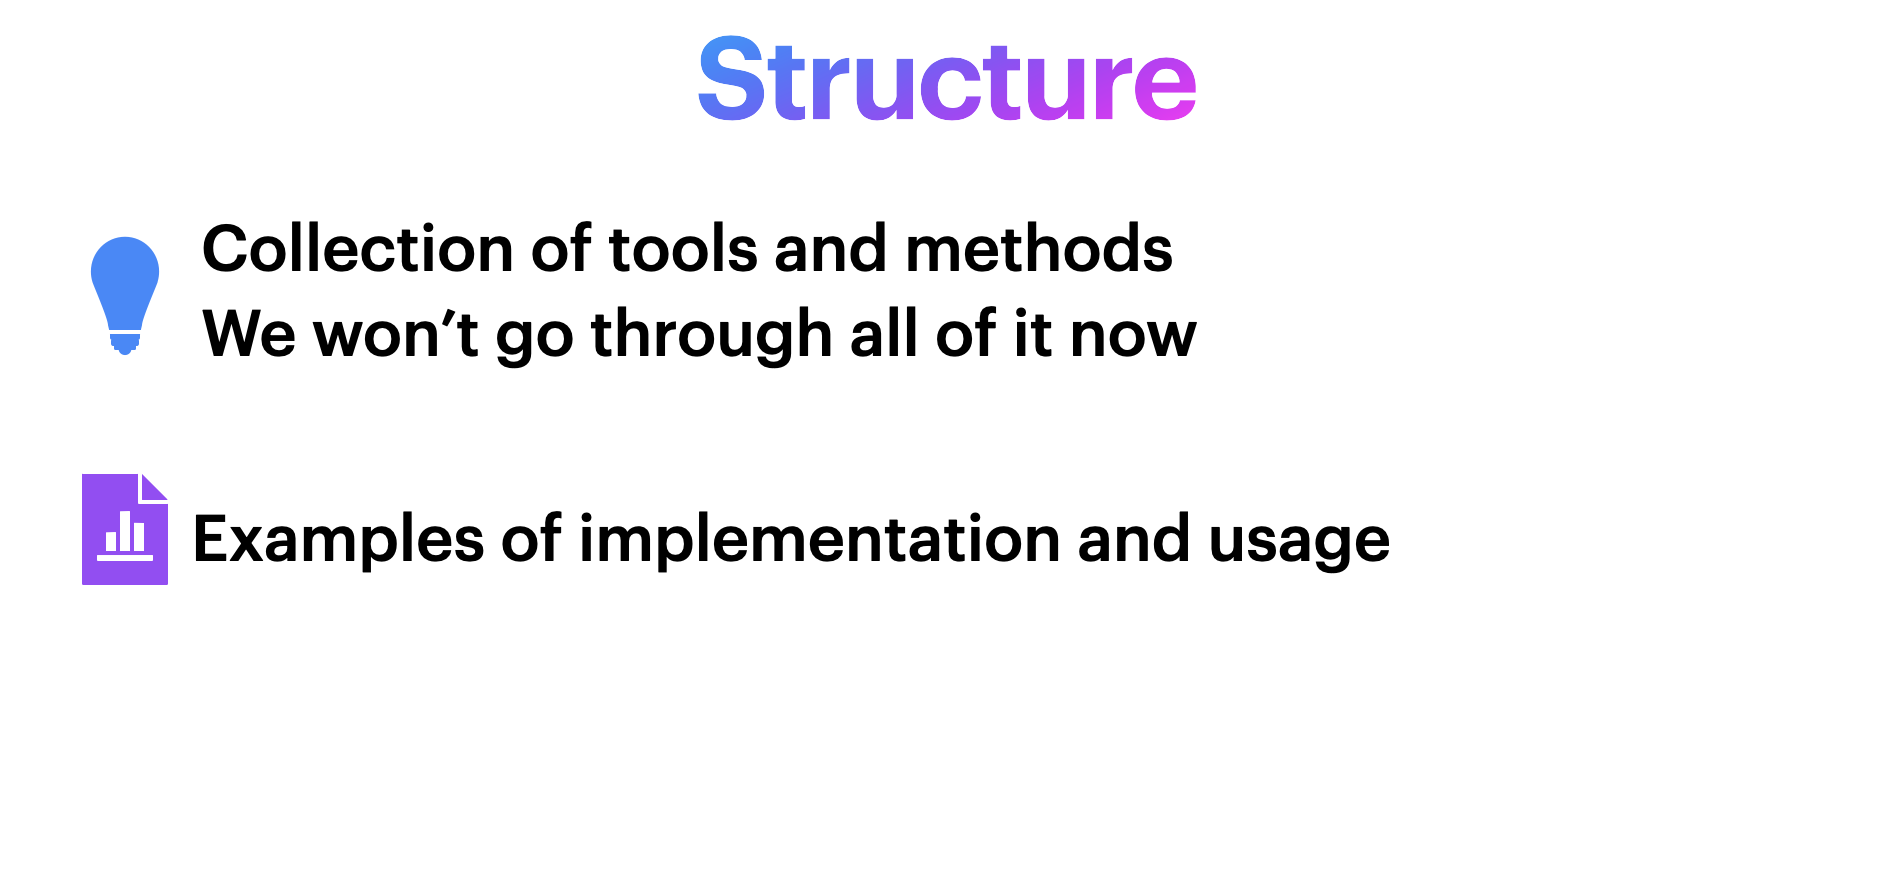 Structure
Collection of tools and methods
We won’t go through all of it now
Examples of implementation and usage